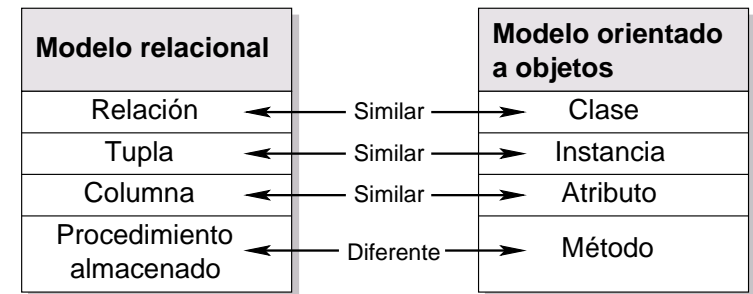 Modelo relacional
Modelo orientado
a objetos
Relación Similar Clase
Tupla Similar Instancia
Columna Similar Atributo
Procedimiento
almacenado
Diferente
Método